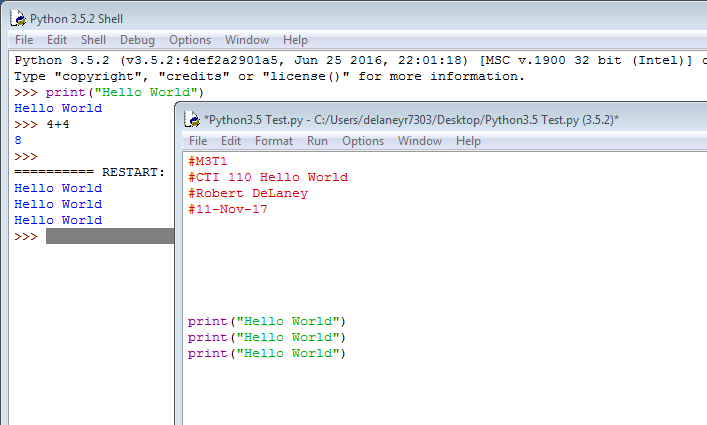 Python 3.5.2 Shell
File Edit Shell Debug Options Window Help
Python 3.5.2 (v3.5.2:4def2a2901a5, Jun 25 2016, 22:01:18) [MSC v.1900 32 bit (Intel)]
Type "copyright", "credits" or "license()" for more information.
>>> print("Hello World")
Hello World
>>> 4+4
8
>>>
========== RESTART:
Hello World
Hello World
Hello World
>>>
*Python3.5 Test.py - C:/Users/delaneyr7303/Desktop/Python3.5 Test.py (3.5.2)*
File Edit Format Run Options Window Help
#M3T1
#CTI 110 Hello World
#Robert DeLaney
#11-Nov-17
print("Hello World")
print("Hello World")
print("Hello World")